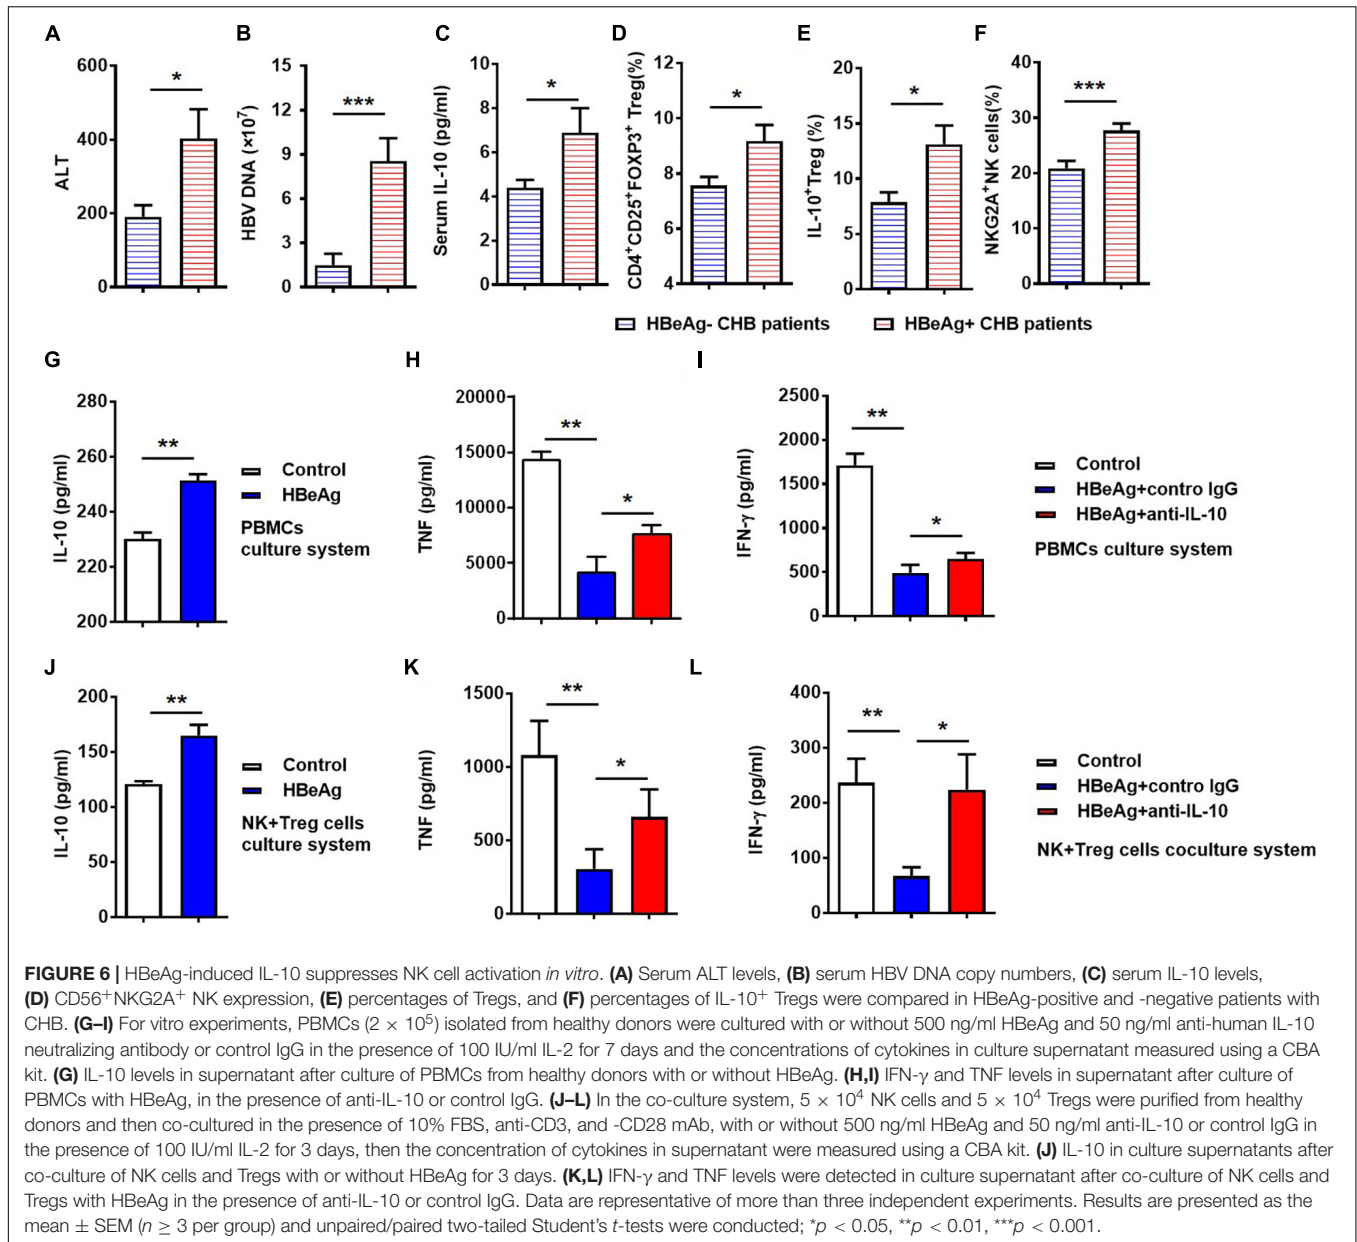 A
B
C
D
E
F
ALT
600
400
200
0
*
HBV DNA (×10⁷)
15
12
9
6
3
0
***
Serum IL-10 (pg/ml)
10
8
6
4
2
0
*
CD4⁺CD25⁺FOXP3⁺ Treg(%)
12
10
8
6
4
*
IL-10⁺Treg (%)
20
15
10
5
0
*
NKG2A⁺NK cells(%)
40
30
20
10
0
***
HBeAg- CHB patients
HBeAg+ CHB patients
G
H
I
IL-10 (pg/ml)
280
260
240
220
200
**
Control
HBeAg
PBMCs
culture system
TNF (pg/ml)
20000
15000
10000
5000
0
**
*
IFN-γ (pg/ml)
2500
2000
1500
1000
500
0
**
*
Control
HBeAg+contro IgG
HBeAg+anti-IL-10
PBMCs culture system
J
K
L
IL-10 (pg/ml)
200
150
100
50
0
**
Control
HBeAg
NK+Treg cells
culture system
TNF (pg/ml)
1500
1000
500
0
**
*
IFN-γ (pg/ml)
400
300
200
100
0
**
*
Control
HBeAg+contro IgG
HBeAg+anti-IL-10
NK+Treg cells coculture system
FIGURE 6 | HBeAg-induced IL-10 suppresses NK cell activation in vitro. (A) Serum ALT levels, (B) serum HBV DNA copy numbers, (C) serum IL-10 levels,
(D) CD56⁺NKG2A⁺ NK expression, (E) percentages of Tregs, and (F) percentages of IL-10⁺ Tregs were compared in HBeAg-positive and -negative patients with
CHB. (G–I) For vitro experiments, PBMCs (2 × 10⁵) isolated from healthy donors were cultured with or without 500 ng/ml HBeAg and 50 ng/ml anti-human IL-10
neutralizing antibody or control IgG in the presence of 100 IU/ml IL-2 for 7 days and the concentrations of cytokines in culture supernatant measured using a CBA
kit. (G) IL-10 levels in supernatant after culture of PBMCs from healthy donors with or without HBeAg. (H,I) IFN-γ and TNF levels in supernatant after culture of
PBMCs with HBeAg, in the presence of anti-IL-10 or control IgG. (J–L) In the co-culture system, 5 × 10⁴ NK cells and 5 × 10⁴ Tregs were purified from healthy
donors and then co-cultured in the presence of 10% FBS, anti-CD3, and -CD28 mAb, with or without 500 ng/ml HBeAg and 50 ng/ml anti-IL-10 or control IgG in
the presence of 100 IU/ml IL-2 for 3 days, then the concentration of cytokines in supernatant were measured using a CBA kit. (J) IL-10 in culture supernatants after
co-culture of NK cells and Tregs with or without HBeAg for 3 days. (K,L) IFN-γ and TNF levels were detected in culture supernatant after co-culture of NK cells and
Tregs with HBeAg in the presence of anti-IL-10 or control IgG. Data are representative of more than three independent experiments. Results are presented as the
mean ± SEM (n ≥ 3 per group) and unpaired/paired two-tailed Student's t-tests were conducted; *p < 0.05, **p < 0.01, ***p < 0.001.